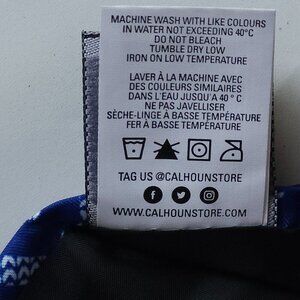 MACHINE WASH WITH LIKE COLOURS
IN WATER NOT EXCEEDING 40°C
DO NOT BLEACH
TUMBLE DRY LOW
IRON ON LOW TEMPERATURE
LAVER À LA MACHINE AVEC
DES COULEURS SIMILAIRES
DANS L'EAU JUSQU'A 40°C
NE PAS JAVELLISER
SÈCHE-LINGE À BASSE TEMPÉRATURE
FER À BASSE TEMPÉRATURE
TAG US @CALHOUNSTORE
WWW.CALHOUNSTORE.COM